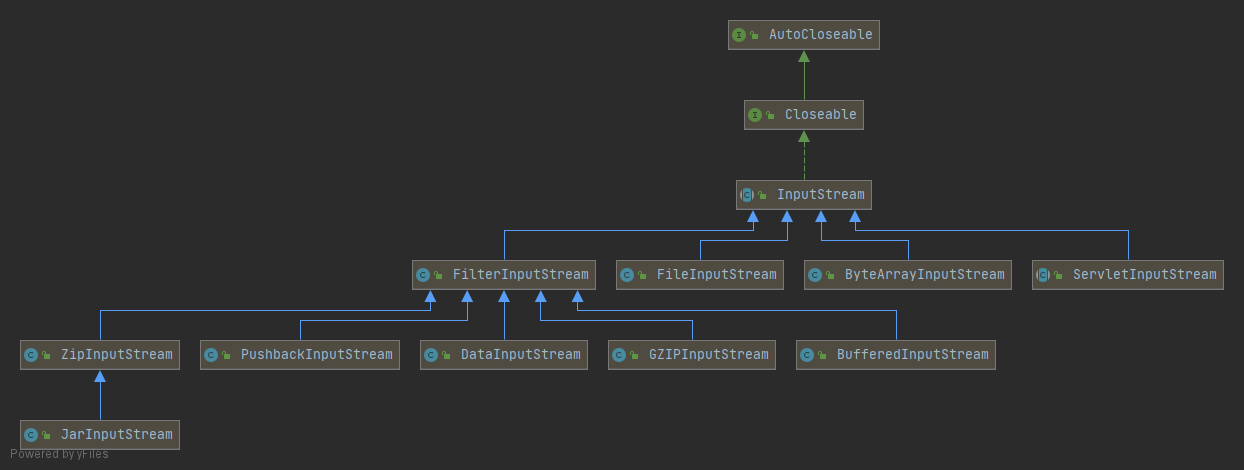 AutoCloseable
Closeable
InputStream
FilterInputStream
FileInputStream
ByteArrayInputStream
ServletInputStream
ZipInputStream
PushbackInputStream
DataInputStream
GZIPInputStream
BufferedInputStream
JarInputStream
Powered by yFiles